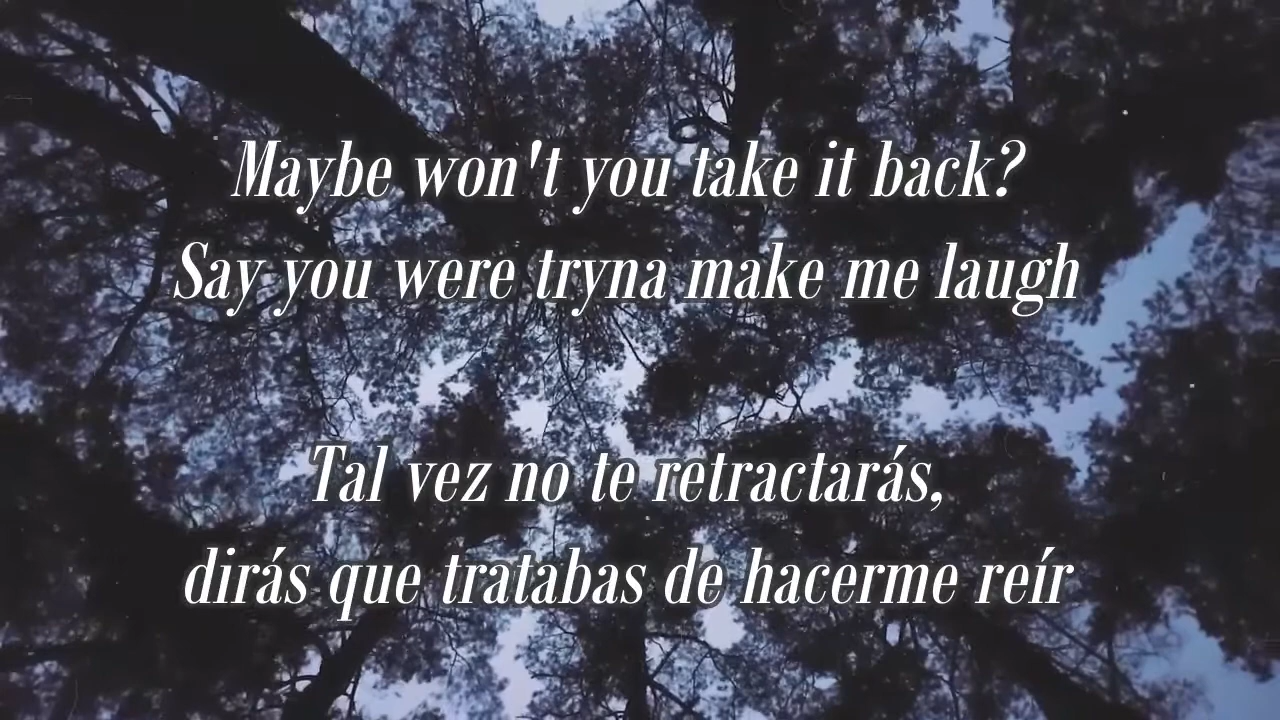 Maybe won't you take it back?
Say you were tryna make me laugh
Tal vez no te retractarás,
dirás que tratabas de hacerme reír